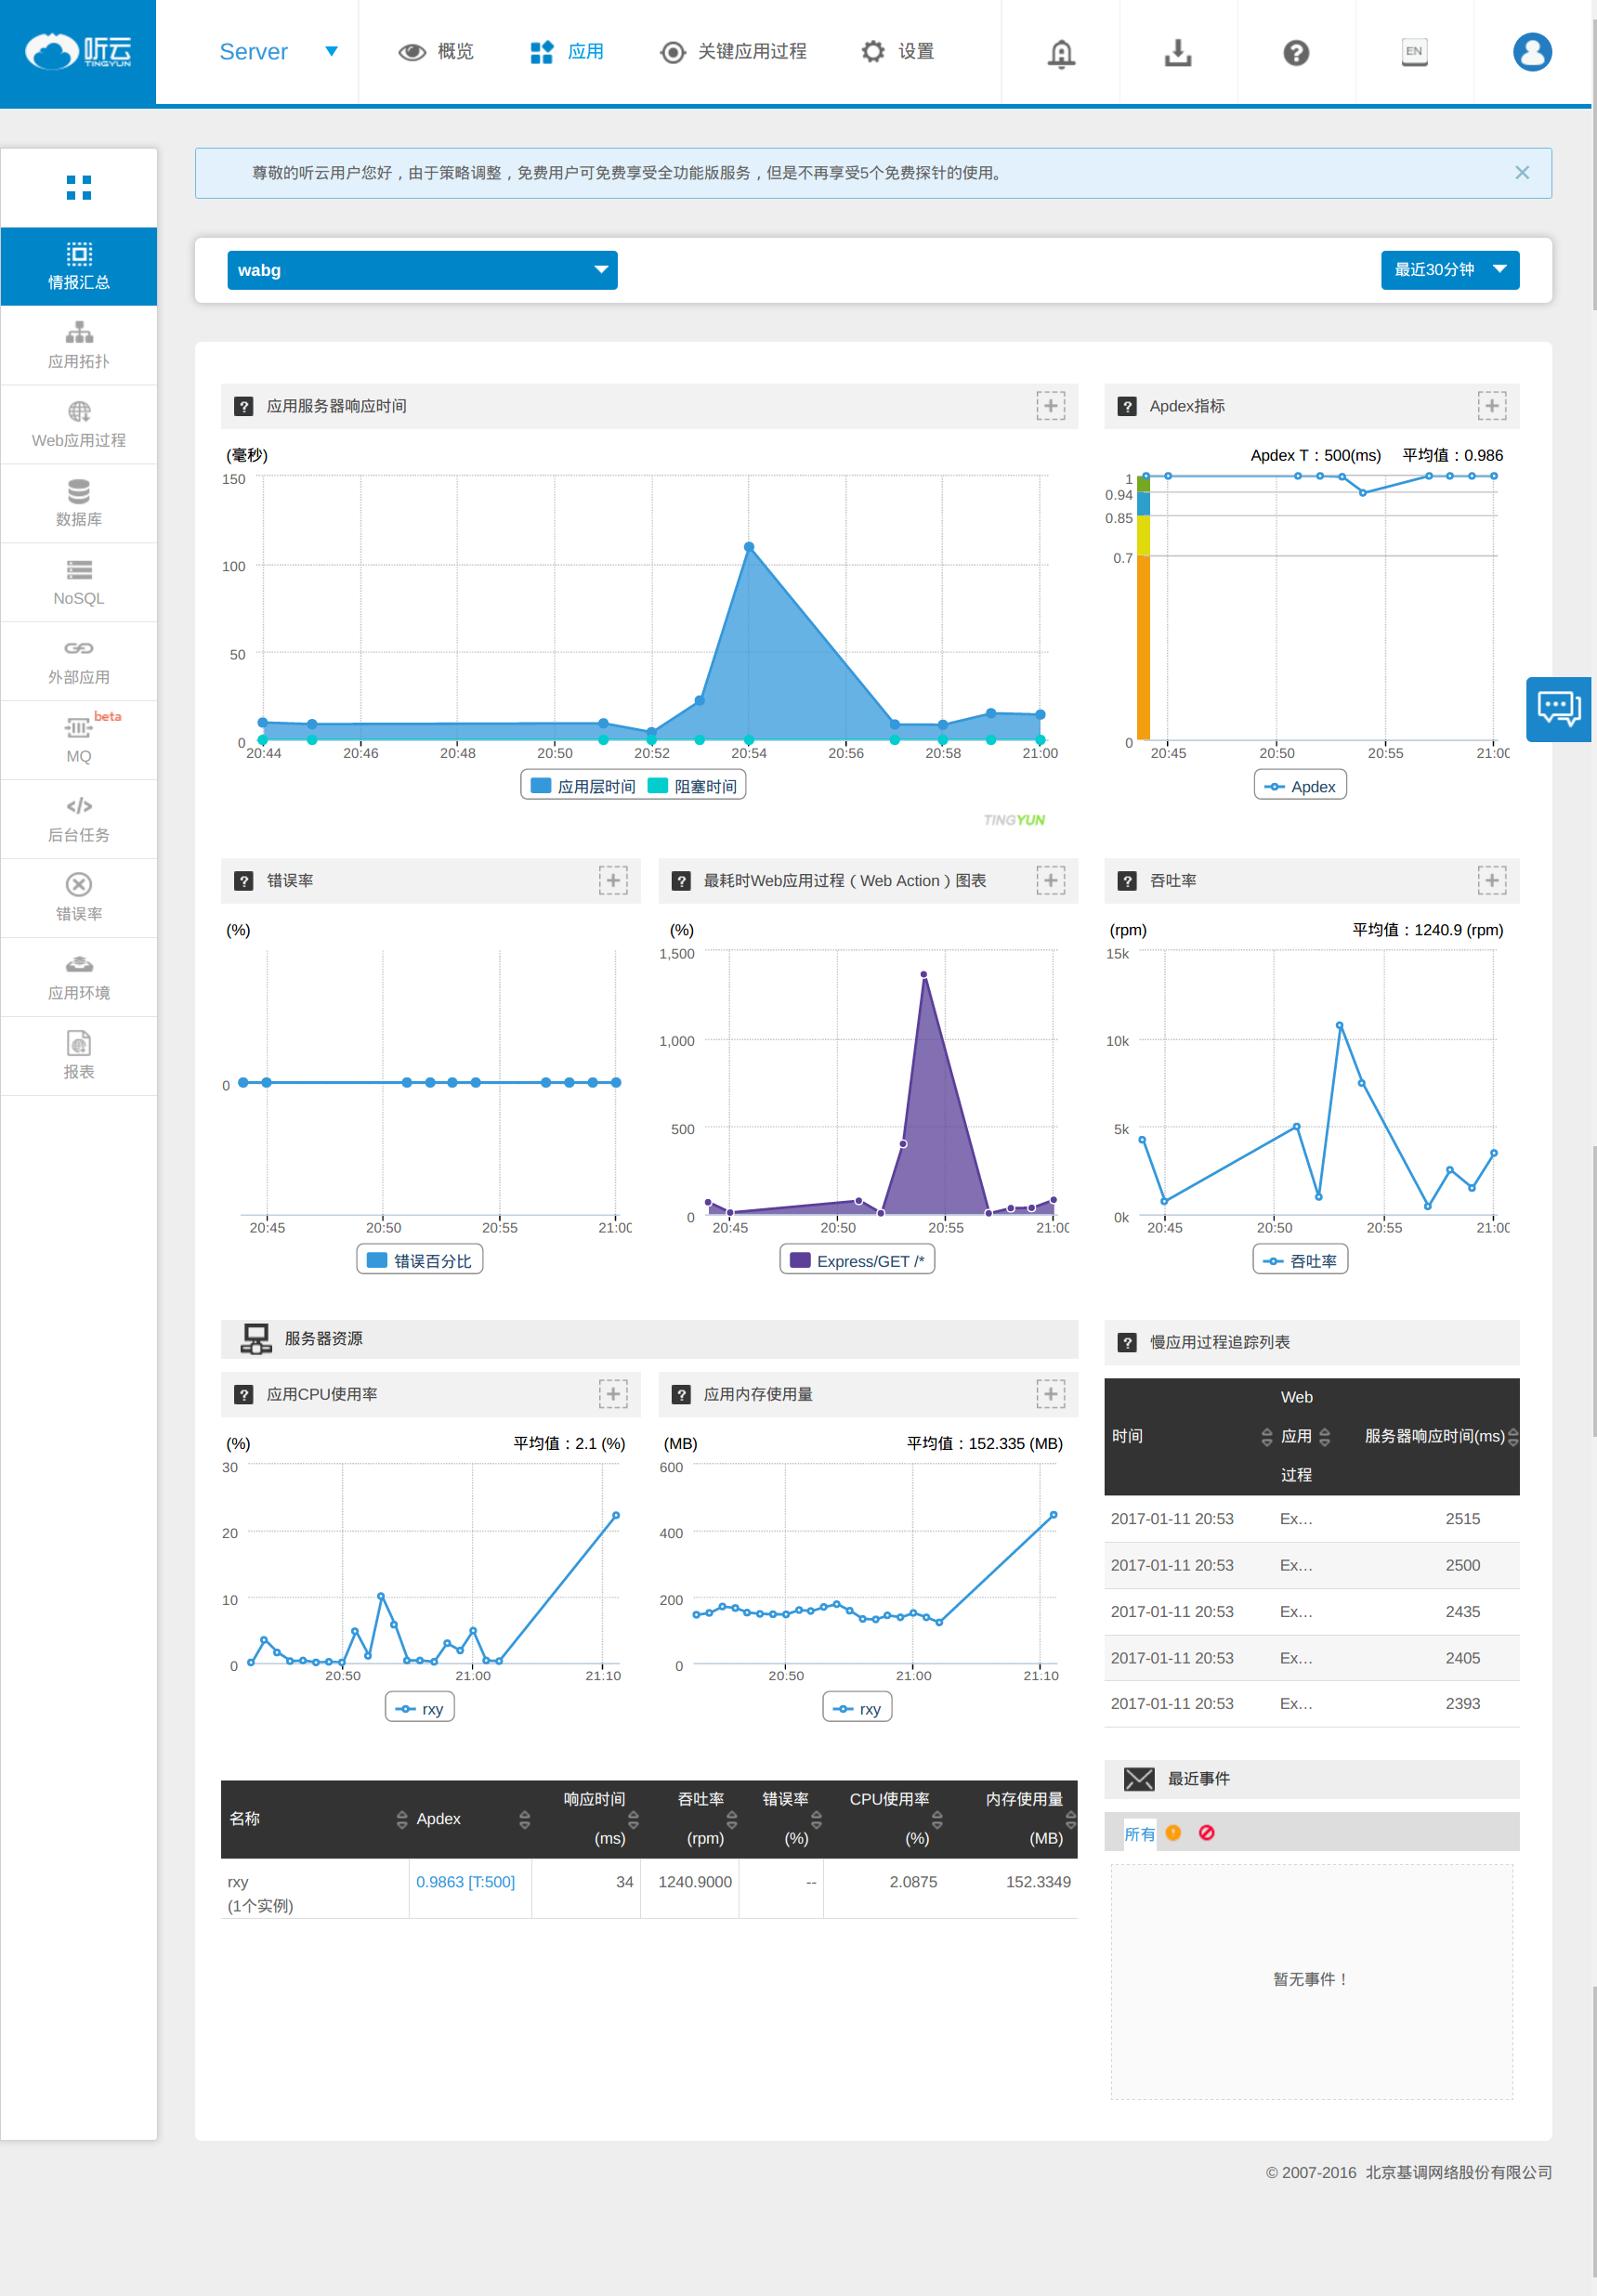 听云
TINGYUN
Server
概览
应用
关键应用过程
设置
EN
尊敬的听云用户您好，由于策略调整，免费用户可免费享受全功能版服务，但是不再享受5个免费探针的使用。
情报汇总
应用拓扑
Web应用过程
数据库
NoSQL
外部应用
beta
MQ
后台任务
错误率
应用环境
报表
wabg
最近30分钟
应用服务器响应时间
(毫秒)
150
100
50
0
20:44 20:46 20:48 20:50 20:52 20:54 20:56 20:58 21:00
应用层时间 阻塞时间
TINGYUN
Apdex指标
Apdex T：500(ms) 平均值：0.986
1
0.94
0.85
0.7
0
20:45 20:50 20:55 21:00
Apdex
错误率
(%)
0
20:45 20:50 20:55 21:00
错误百分比
最耗时Web应用过程（Web Action）图表
(%)
1,500
1,000
500
0
20:45 20:50 20:55 21:00
Express/GET /*
吞吐率
(rpm) 平均值：1240.9 (rpm)
15k
10k
5k
0k
20:45 20:50 20:55 21:00
吞吐率
服务器资源
应用CPU使用率
(%) 平均值：2.1 (%)
30
20
10
0
20:50 21:00 21:10
rxy
应用内存使用量
(MB) 平均值：152.335 (MB)
600
400
200
0
20:50 21:00 21:10
rxy
慢应用过程追踪列表
时间 Web应用过程 服务器响应时间(ms)
2017-01-11 20:53 Ex... 2515
2017-01-11 20:53 Ex... 2500
2017-01-11 20:53 Ex... 2435
2017-01-11 20:53 Ex... 2405
2017-01-11 20:53 Ex... 2393
名称 Apdex 响应时间(ms) 吞吐率(rpm) 错误率(%) CPU使用率(%) 内存使用量(MB)
rxy 0.9863 [T:500] 34 1240.9000 -- 2.0875 152.3349
(1个实例)
最近事件
所有
暂无事件！
© 2007-2016 北京基调网络股份有限公司